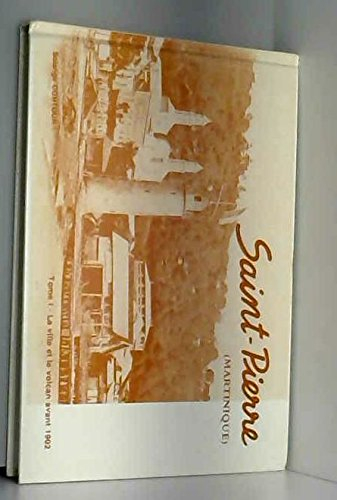 Saint-Pierre
(MARTINIQUE)
Tome I - La ville et le volcan avant 1902